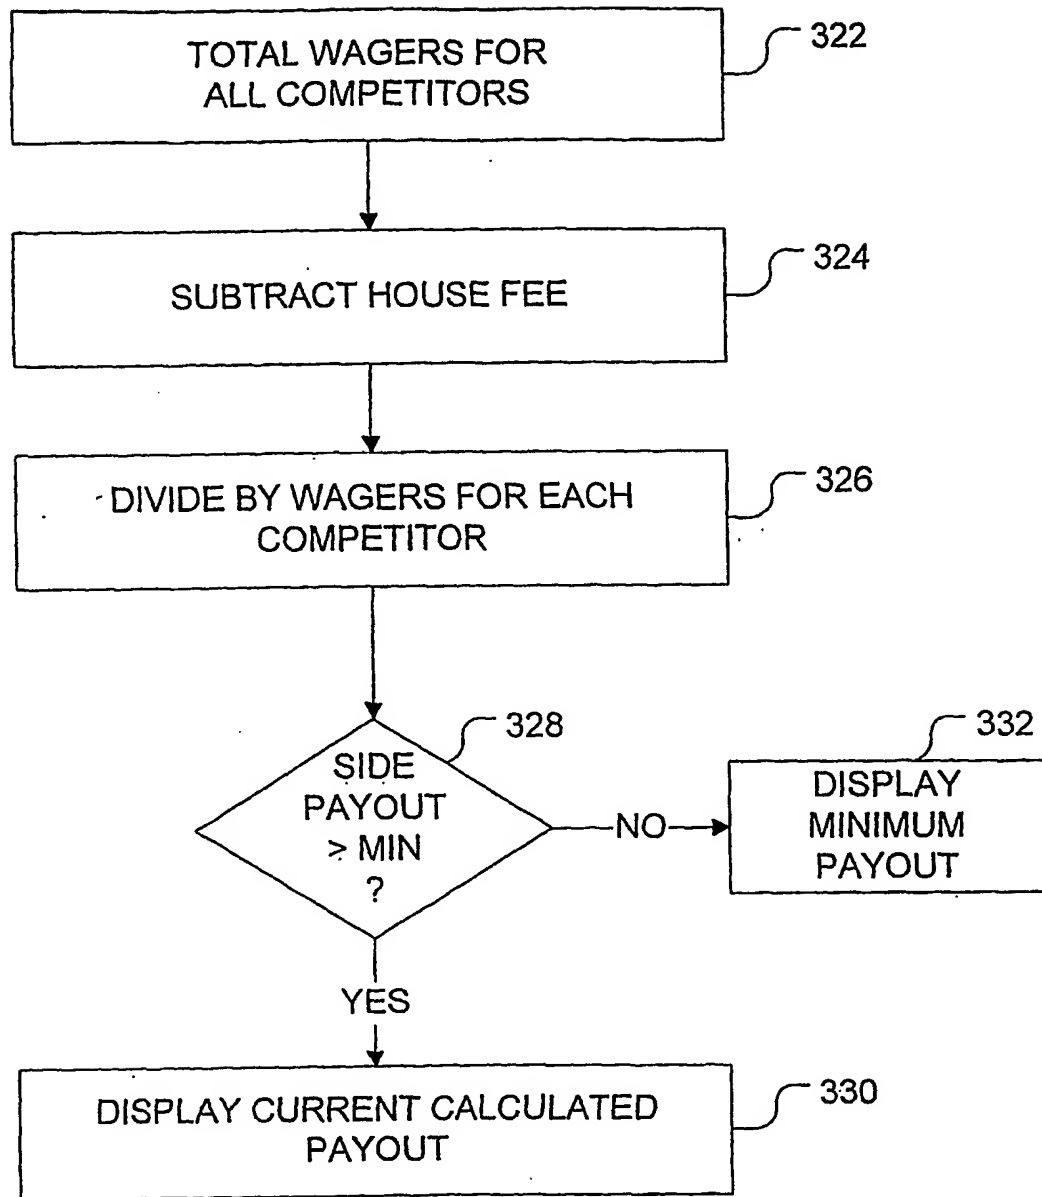 TOTAL WAGERS FOR
ALL COMPETITORS
322
SUBTRACT HOUSE FEE
324
DIVIDE BY WAGERS FOR EACH
COMPETITOR
326
SIDE
PAYOUT
> MIN
?
328
NO
DISPLAY
MINIMUM
PAYOUT
332
YES
DISPLAY CURRENT CALCULATED
PAYOUT
330